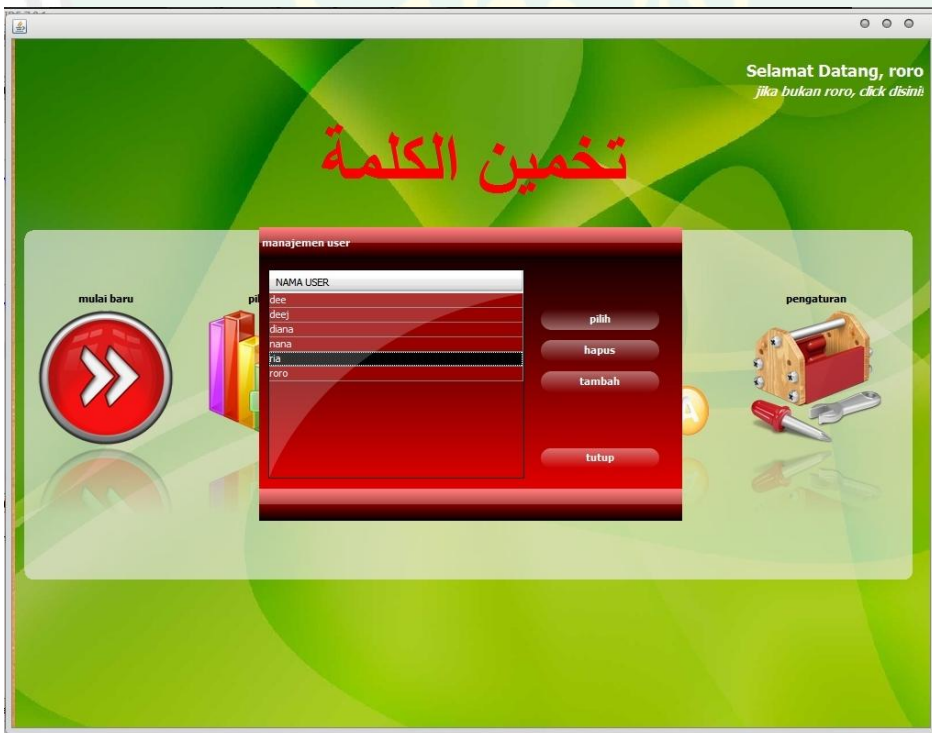 Selamat Datang, roro
jika bukan roro, click disini!
تخمين الكلمة
manajemen user
NAMA USER
dee
deej
diana
nana
ria
roro
pilih
hapus
tambah
tutup
mulai baru
pengaturan